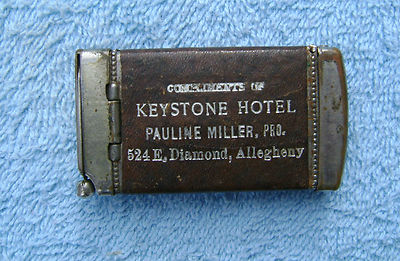 COMPLIMENTS OF
KEYSTONE HOTEL
PAULINE MILLER, PRO.
524 E. Diamond, Allegheny